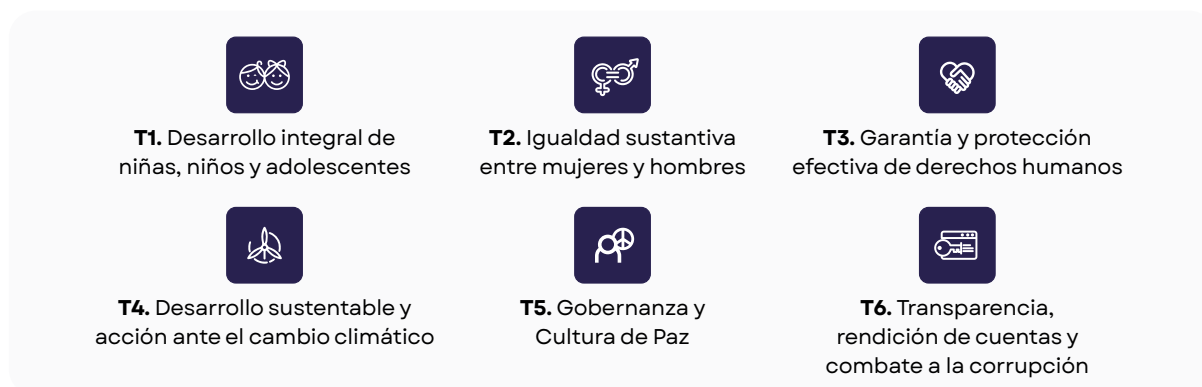 T1. Desarrollo integral de
niñas, niños y adolescentes
T2. Igualdad sustantiva
entre mujeres y hombres
T3. Garantía y protección
efectiva de derechos humanos
T4. Desarrollo sustentable y
acción ante el cambio climático
T5. Gobernanza y
Cultura de Paz
T6. Transparencia,
rendición de cuentas y
combate a la corrupción